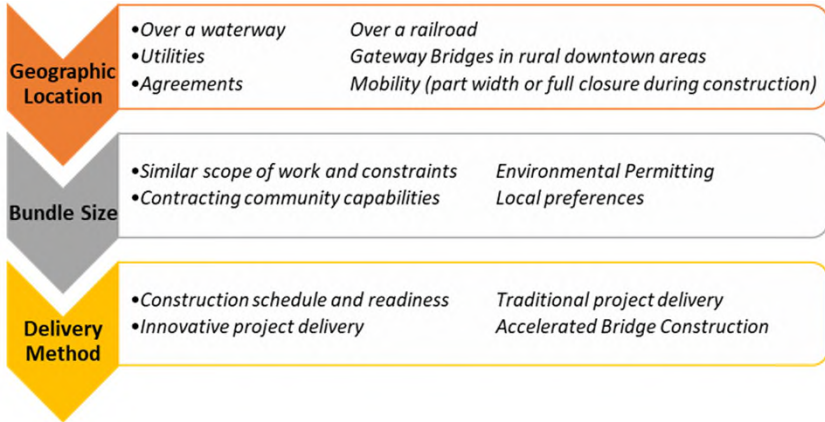 Geographic
Location
•Over a waterway Over a railroad
•Utilities Gateway Bridges in rural downtown areas
•Agreements Mobility (part width or full closure during construction)
Bundle Size
•Similar scope of work and constraints Environmental Permitting
•Contracting community capabilities Local preferences
Delivery
Method
•Construction schedule and readiness Traditional project delivery
•Innovative project delivery Accelerated Bridge Construction